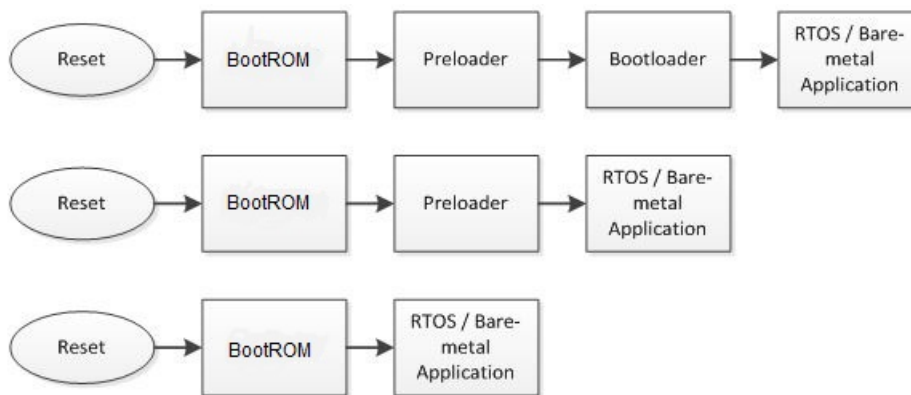 Reset
BootROM
Preloader
Bootloader
RTOS / Bare-
metal
Application
Reset
BootROM
Preloader
RTOS / Bare-
metal
Application
Reset
BootROM
RTOS / Bare-
metal
Application